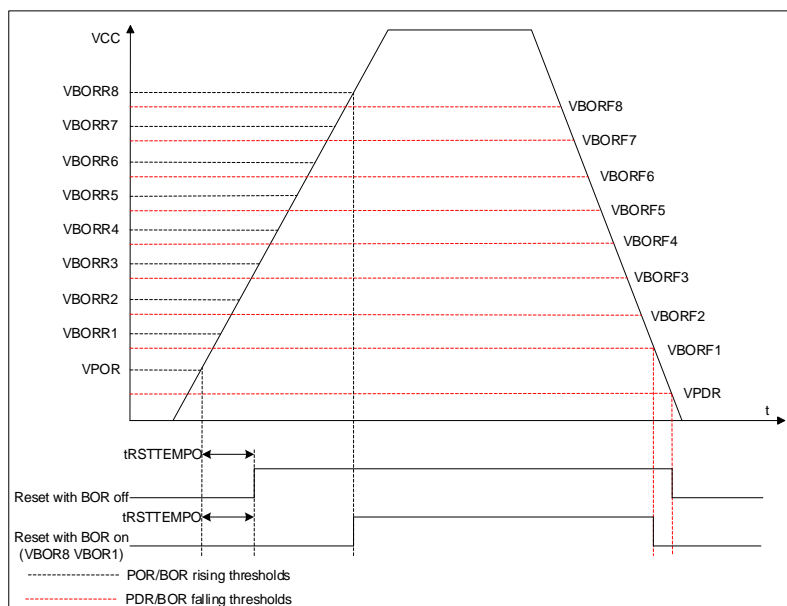 VCC
VBORR8
VBORF8
VBORR7
VBORF7
VBORR6
VBORF6
VBORR5
VBORF5
VBORR4
VBORF4
VBORR3
VBORF3
VBORR2
VBORF2
VBORR1
VBORF1
VPOR
VPDR
t
tRSTTEMPO
Reset with BOR off
tRSTTEMPO
Reset with BOR on
(VBOR8 VBOR1)
POR/BOR rising thresholds
PDR/BOR falling thresholds